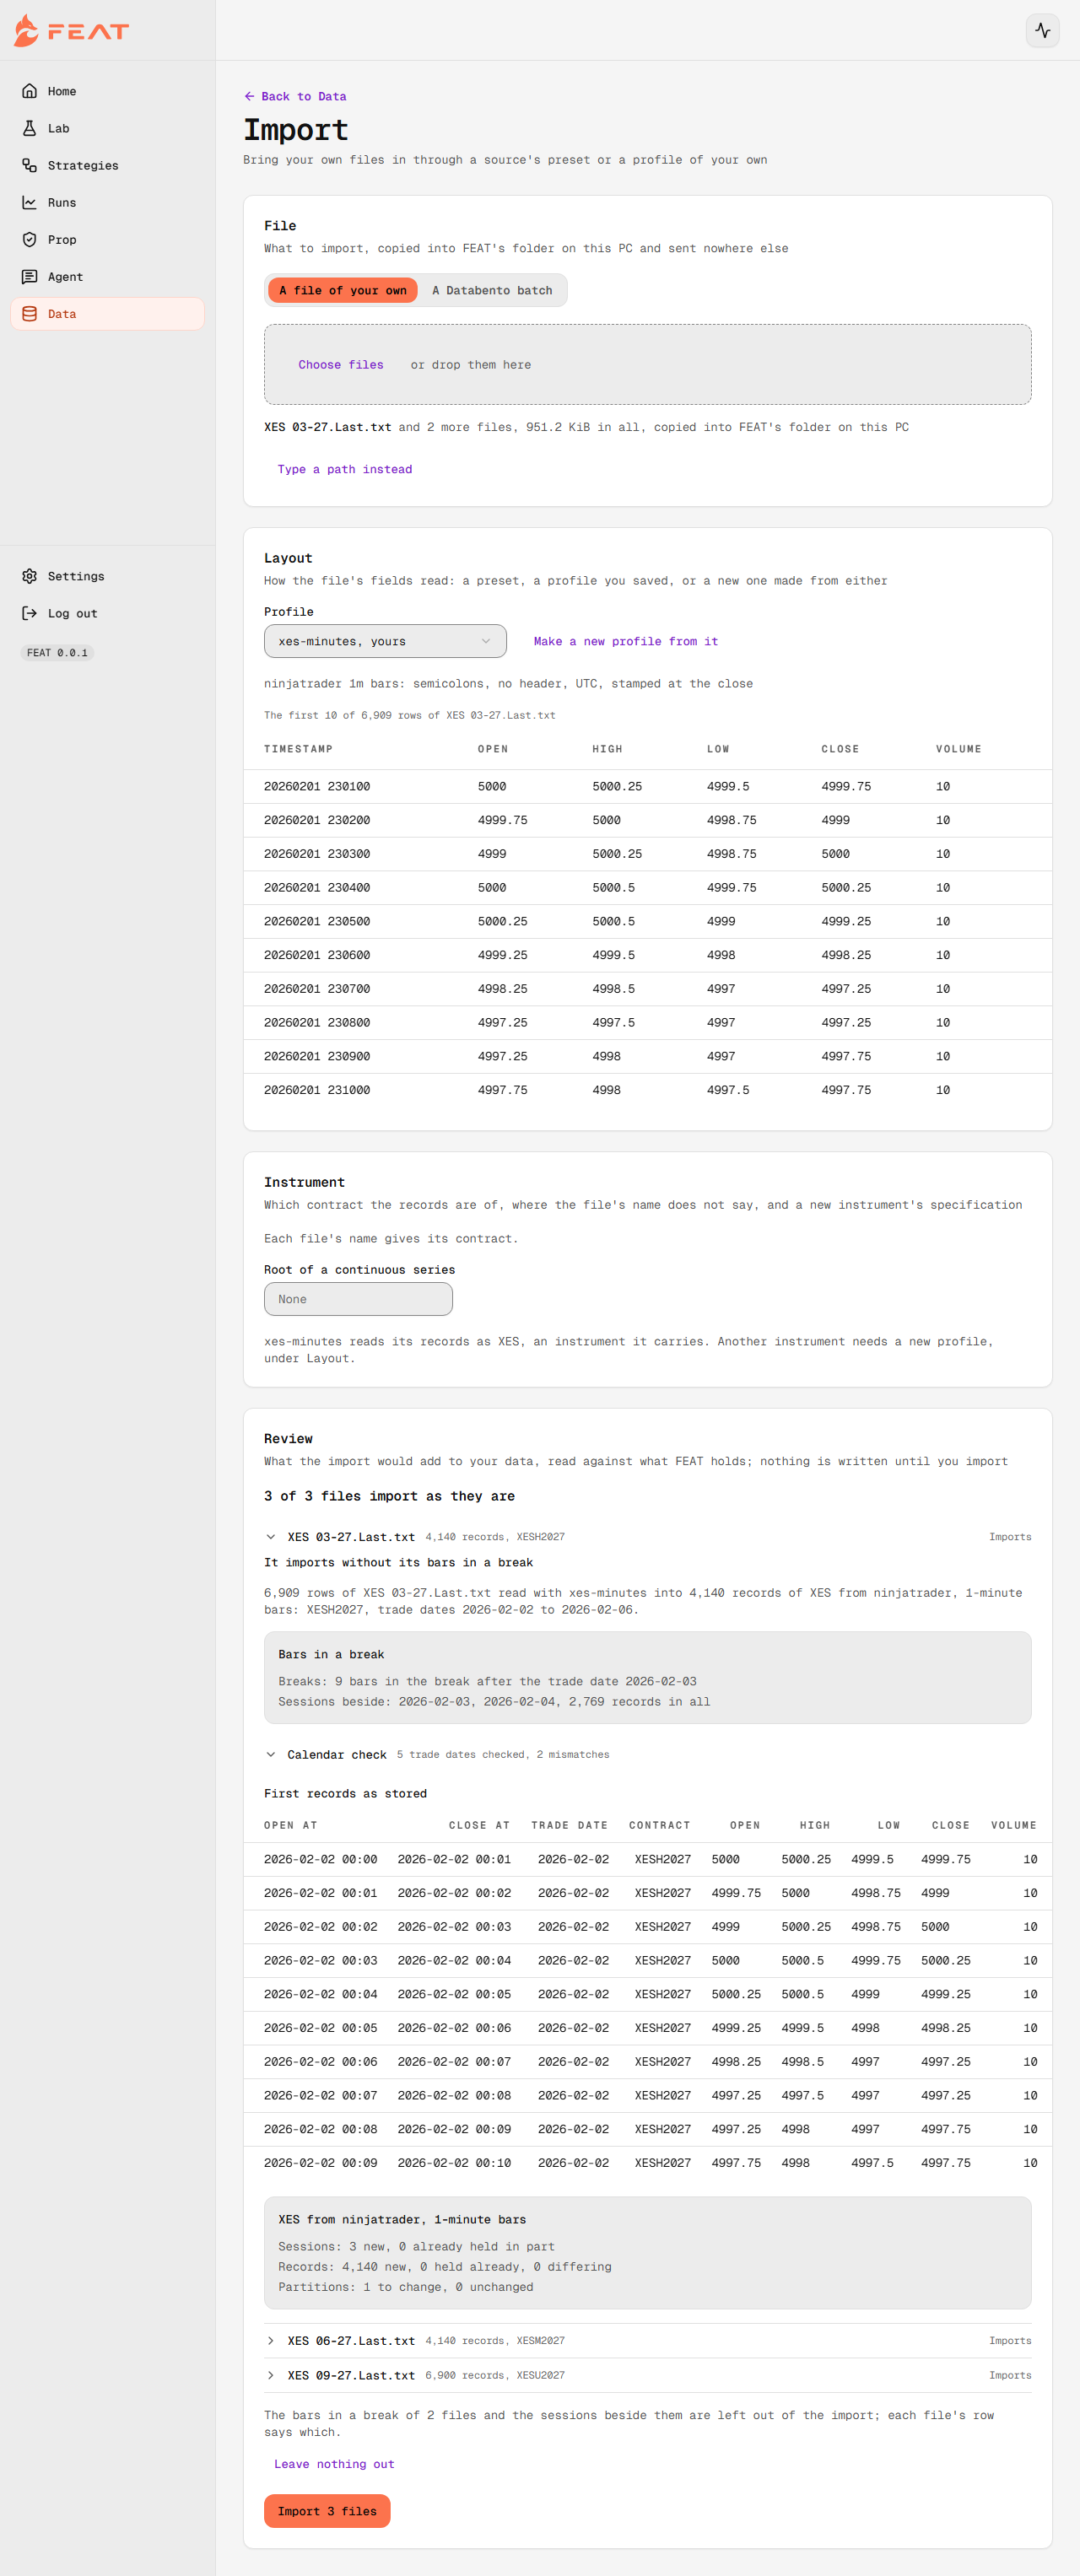 FEAT
Home
Lab
Strategies
Runs
Prop
Agent
Data
Settings
Log out
FEAT 0.0.1
Back to Data
Import
Bring your own files in through a source's preset or a profile of your own
File
What to import, copied into FEAT's folder on this PC and sent nowhere else
A file of your own A Databento batch
Choose files or drop them here
XES 03-27.Last.txt and 2 more files, 951.2 KiB in all, copied into FEAT's folder on this PC
Type a path instead
Layout
How the file's fields read: a preset, a profile you saved, or a new one made from either
Profile
xes-minutes, yours Make a new profile from it
ninjatrader 1m bars: semicolons, no header, UTC, stamped at the close
The first 10 of 6,909 rows of XES 03-27.Last.txt
TIMESTAMP OPEN HIGH LOW CLOSE VOLUME
20260201 230100 5000 5000.25 4999.5 4999.75 10
20260201 230200 4999.75 5000 4998.75 4999 10
20260201 230300 4999 5000.25 4998.75 5000 10
20260201 230400 5000 5000.5 4999.75 5000.25 10
20260201 230500 5000.25 5000.5 4999 4999.25 10
20260201 230600 4999.25 4999.5 4998 4998.25 10
20260201 230700 4998.25 4998.5 4997 4997.25 10
20260201 230800 4997.25 4997.5 4997 4997.25 10
20260201 230900 4997.25 4998 4997 4997.75 10
20260201 231000 4997.75 4998 4997.5 4997.75 10
Instrument
Which contract the records are of, where the file's name does not say, and a new instrument's specification
Each file's name gives its contract.
Root of a continuous series
None
xes-minutes reads its records as XES, an instrument it carries. Another instrument needs a new profile,
under Layout.
Review
What the import would add to your data, read against what FEAT holds; nothing is written until you import
3 of 3 files import as they are
XES 03-27.Last.txt 4,140 records, XESH2027 Imports
It imports without its bars in a break
6,909 rows of XES 03-27.Last.txt read with xes-minutes into 4,140 records of XES from ninjatrader, 1-minute
bars: XESH2027, trade dates 2026-02-02 to 2026-02-06.
Bars in a break
Breaks: 9 bars in the break after the trade date 2026-02-03
Sessions beside: 2026-02-03, 2026-02-04, 2,769 records in all
Calendar check 5 trade dates checked, 2 mismatches
First records as stored
OPEN AT CLOSE AT TRADE DATE CONTRACT OPEN HIGH LOW CLOSE VOLUME
2026-02-02 00:00 2026-02-02 00:01 2026-02-02 XESH2027 5000 5000.25 4999.5 4999.75 10
2026-02-02 00:01 2026-02-02 00:02 2026-02-02 XESH2027 4999.75 5000 4998.75 4999 10
2026-02-02 00:02 2026-02-02 00:03 2026-02-02 XESH2027 4999 5000.25 4998.75 5000 10
2026-02-02 00:03 2026-02-02 00:04 2026-02-02 XESH2027 5000 5000.5 4999.75 5000.25 10
2026-02-02 00:04 2026-02-02 00:05 2026-02-02 XESH2027 5000.25 5000.5 4999 4999.25 10
2026-02-02 00:05 2026-02-02 00:06 2026-02-02 XESH2027 4999.25 4999.5 4998 4998.25 10
2026-02-02 00:06 2026-02-02 00:07 2026-02-02 XESH2027 4998.25 4998.5 4997 4997.25 10
2026-02-02 00:07 2026-02-02 00:08 2026-02-02 XESH2027 4997.25 4997.5 4997 4997.25 10
2026-02-02 00:08 2026-02-02 00:09 2026-02-02 XESH2027 4997.25 4998 4997 4997.75 10
2026-02-02 00:09 2026-02-02 00:10 2026-02-02 XESH2027 4997.75 4998 4997.5 4997.75 10
XES from ninjatrader, 1-minute bars
Sessions: 3 new, 0 already held in part
Records: 4,140 new, 0 held already, 0 differing
Partitions: 1 to change, 0 unchanged
XES 06-27.Last.txt 4,140 records, XESM2027 Imports
XES 09-27.Last.txt 6,900 records, XESU2027 Imports
The bars in a break of 2 files and the sessions beside them are left out of the import; each file's row
says which.
Leave nothing out
Import 3 files